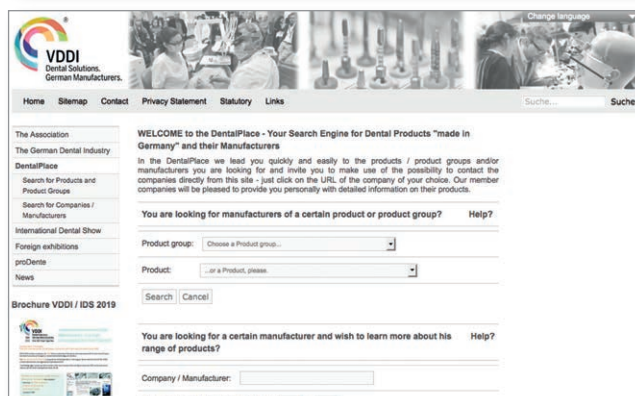 Change language
VDDI
Dental Solutions.
German Manufacturers.
Home Sitemap Contact Privacy Statement Statutory Links
Suche... Suche
The Association
The German Dental Industry
DentalPlace
Search for Products and
Product Groups
Search for Companies /
Manufacturers
International Dental Show
Foreign exhibitions
proDente
News
Brochure VDDI / IDS 2019
VDDI
WELCOME to the DentalPlace - Your Search Engine for Dental Products "made in
Germany" and their Manufacturers
In the DentalPlace we lead you quickly and easily to the products / product groups and/or
manufacturers you are looking for and invite you to make use of the possibility to contact the
companies directly from this site - just click on the URL of the company of your choice. Our member
companies will be pleased to provide you personally with detailed information on their products.
You are looking for manufacturers of a certain product or product group? Help?
Product group: Choose a Product group...
Product: ...or a Product, please.
Search Cancel
You are looking for a certain manufacturer and wish to learn more about his Help?
range of products?
Company / Manufacturer: